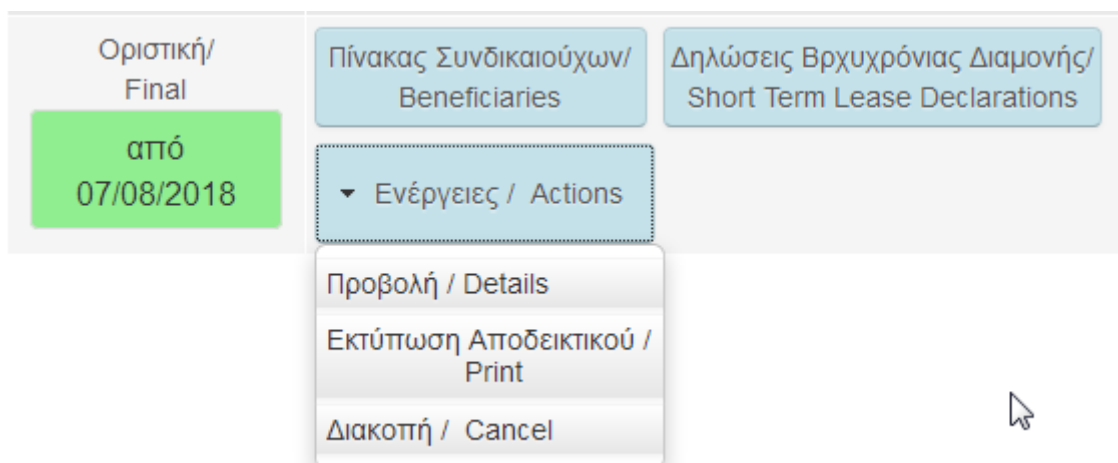 Οριστική/
Final
από
07/08/2018
Πίνακας Συνδικαιούχων/
Beneficiaries
Δηλώσεις Βρχυχρόνιας Διαμονής/
Short Term Lease Declarations
Ενέργειες / Actions
Προβολή / Details
Εκτύπωση Αποδεικτικού /
Print
Διακοπή / Cancel